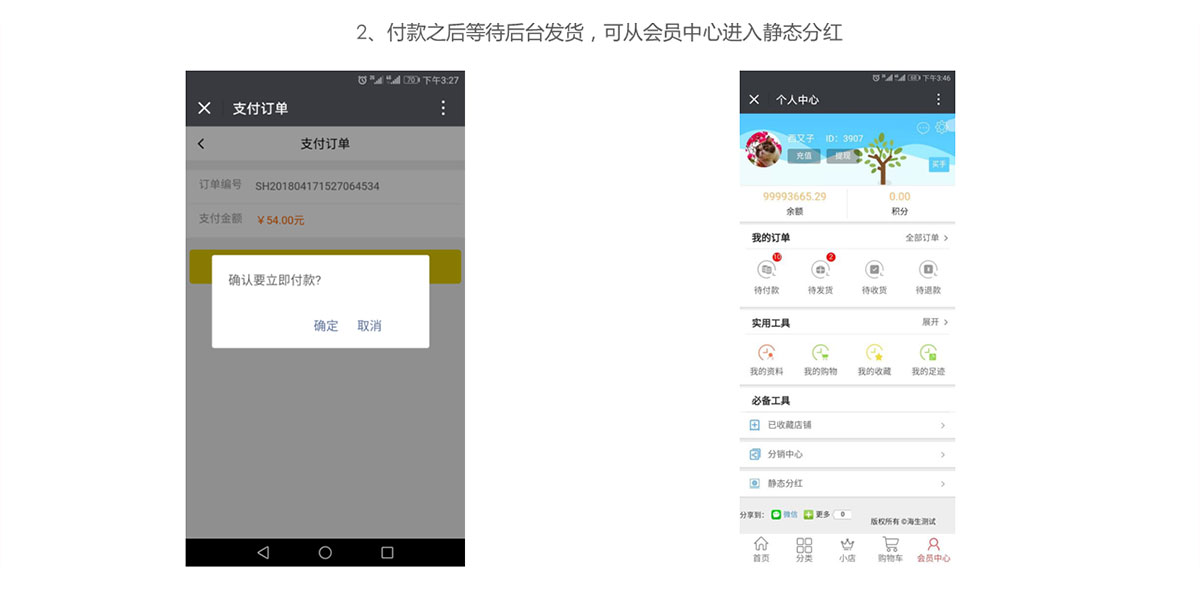 2、付款之后等待后台发货，可从会员中心进入静态分红
70 下午3:27
支付订单
支付订单
订单编号 SH201804171527064534
支付金额 ￥54.00元
确认要立即付款?
确定 取消
68 下午3:46
个人中心
西又子 ID：3907
充值 提现
买手
99993665.29 0.00
余额 积分
我的订单 全部订单
10 2
待付款 待发货 待收货 待退款
实用工具 展开
我的资料 我的购物 我的收藏 我的足迹
必备工具
已收藏店铺
分销中心
静态分红
分享到： 微信 更多 0
版权所有 ©海生测试
首页 分类 小店 购物车 会员中心